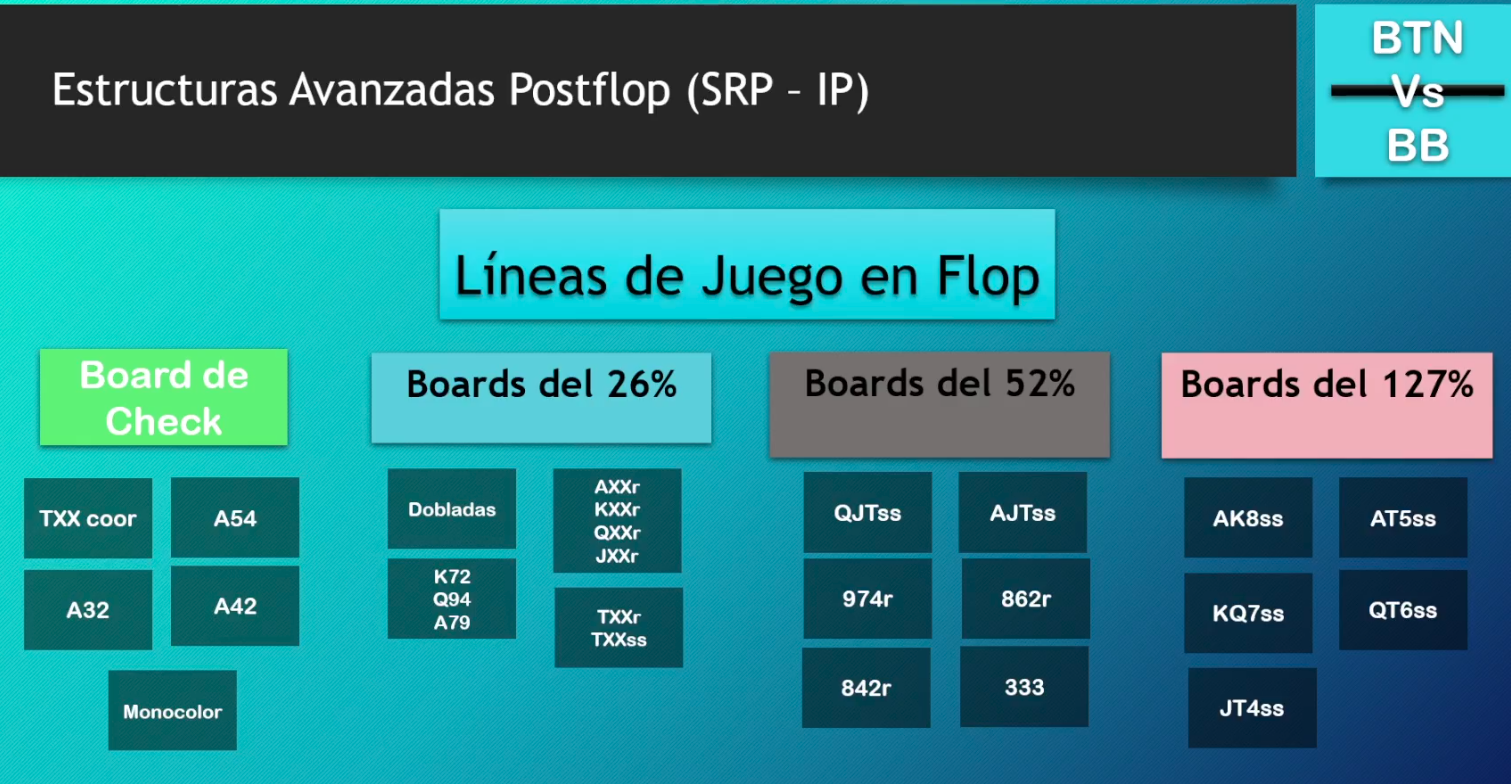 Estructuras Avanzadas Postflop (SRP – IP)
BTN
Vs
BB
Líneas de Juego en Flop
Board de
Check
TXX coor
A54
A32
A42
Monocolor
Boards del 26%
Dobladas
AXXr
KXXr
QXXr
JXXr
K72
Q94
A79
TXXr
TXXss
Boards del 52%
QJTss
AJTss
974r
862r
842r
333
Boards del 127%
AK8ss
AT5ss
KQ7ss
QT6ss
JT4ss